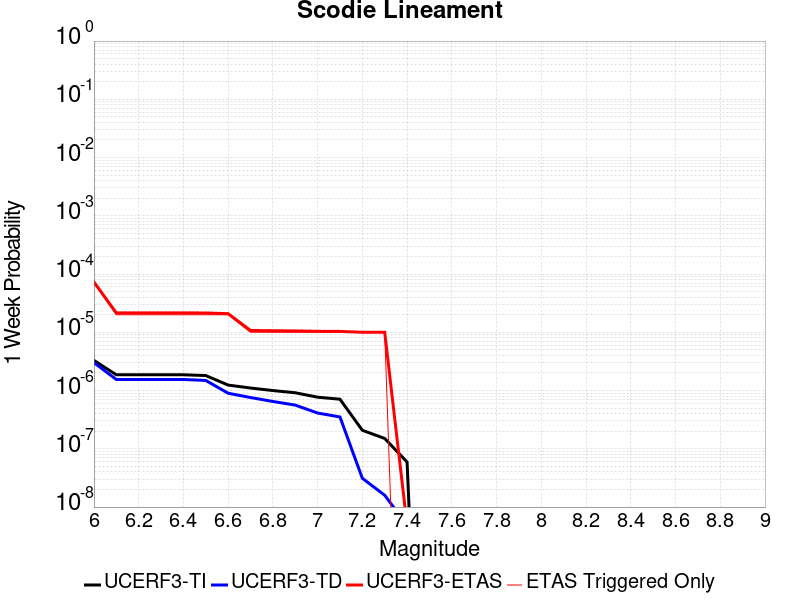 Scodie Lineament
10^0
10^-1
10^-2
10^-3
10^-4
10^-5
10^-6
10^-7
10^-8
1 Week Probability
6 6.2 6.4 6.6 6.8 7 7.2 7.4 7.6 7.8 8 8.2 8.4 8.6 8.8 9
Magnitude
UCERF3-TI UCERF3-TD UCERF3-ETAS ETAS Triggered Only